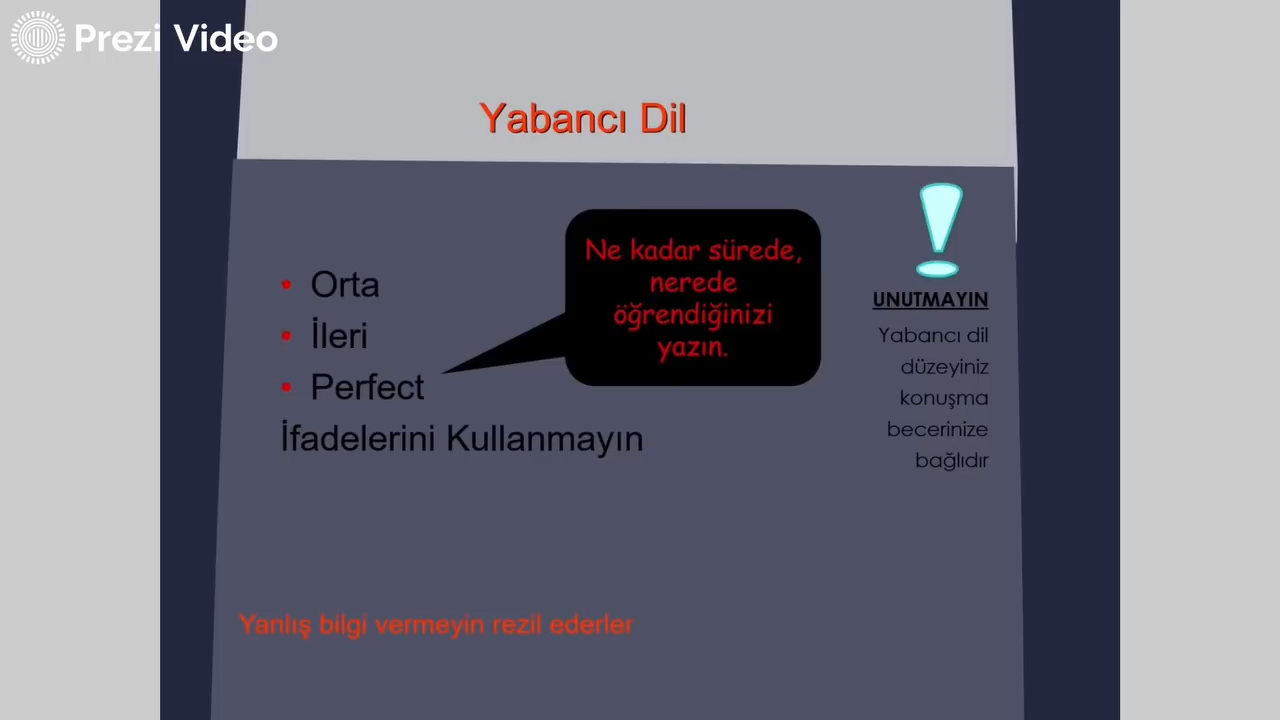 Prezi Video
Yabancı Dil
• Orta
• İleri
• Perfect
İfadelerini Kullanmayın
Ne kadar sürede,
nerede
öğrendiğinizi
yazın.
UNUTMAYIN
Yabancı dil
düzeyiniz
konuşma
becerinize
bağlıdır
Yanlış bilgi vermeyin rezil ederler